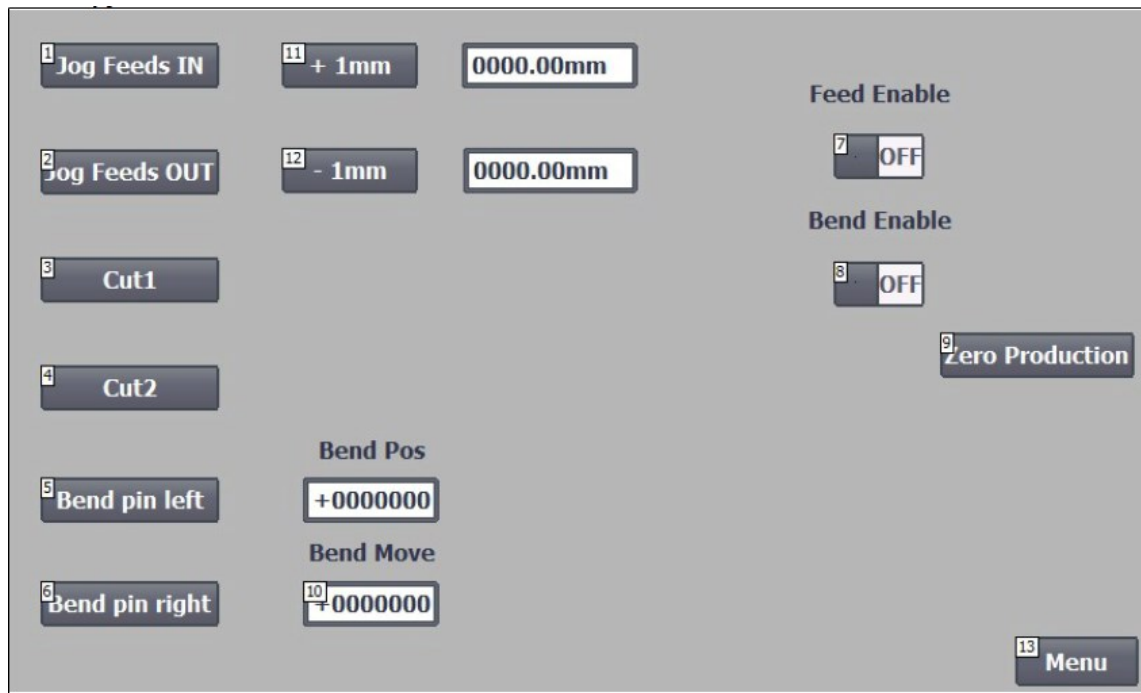 1 Jog Feeds IN
11 + 1mm
0000.00mm
Feed Enable
2 Jog Feeds OUT
12 - 1mm
0000.00mm
7 OFF
Bend Enable
3 Cut1
8 OFF
9 Zero Production
4 Cut2
Bend Pos
5 Bend pin left
+0000000
Bend Move
6 Bend pin right
10 +0000000
13 Menu